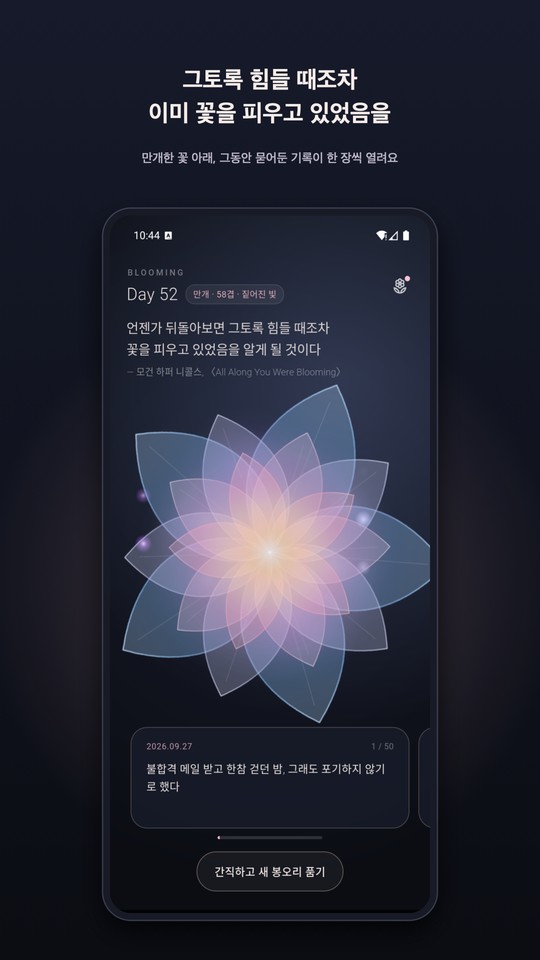 그토록 힘들 때조차
이미 꽃을 피우고 있었음을
만개한 꽃 아래, 그동안 묻어둔 기록이 한 장씩 열려요
10:44
BLOOMING
Day 52
만개 · 58겹 · 짙어진 빛
언젠가 뒤돌아보면 그토록 힘들 때조차
꽃을 피우고 있었음을 알게 될 것이다
— 모건 하퍼 니콜스, 〈All Along You Were Blooming〉
2026.09.27
1 / 50
불합격 메일 받고 한참 걷던 밤, 그래도 포기하지 않기
로 했다
간직하고 새 봉오리 품기